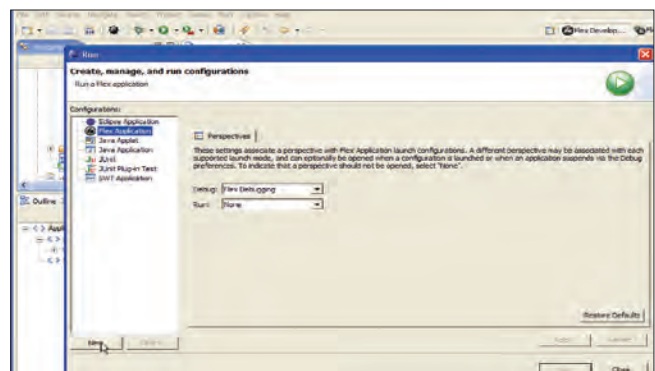 Flex Develop...
Run
Create, manage, and run configurations
Run a Flex application
Configurations:
Eclipse Application
Flex Application
Java Applet
Java Application
JUnit
JUnit Plug-in Test
SWT Application
Perspectives
These settings associate a perspective with Flex Application launch configurations. A different perspective may be associated with each
supported launch mode, and can optionally be opened when a configuration is launched or when an application suspends via the Debug
preferences. To indicate that a perspective should not be opened, select "None".
Debug: Flex Debugging
Run: None
Outline
Restore Defaults
New
Close